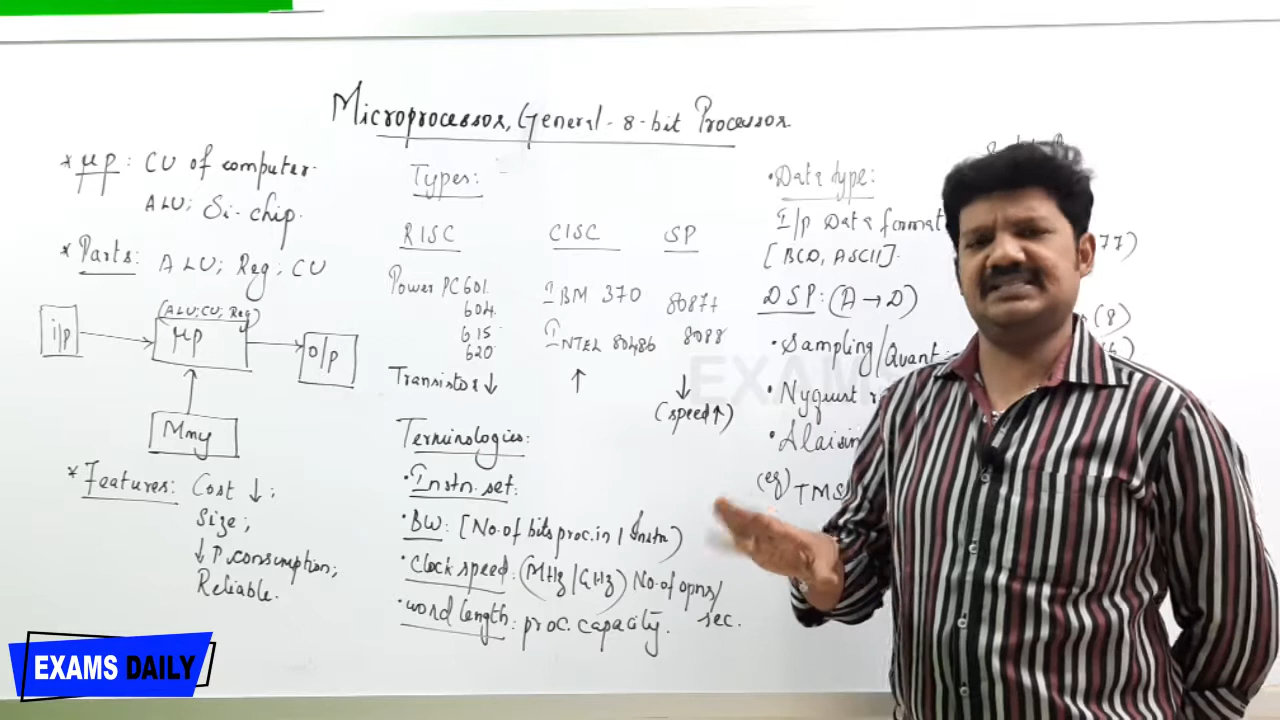 Microprocessor, General - 8-bit Processor
* μp : CU of computer.
ALU; Si-chip.
* Parts: ALU; Reg; CU
(ALU; CU; Reg)
i/p
μp
o/p
Mmy
* Features: Cost ↓;
Size;
↓ P.consumption;
Reliable.
Types:
RISC CISC SP
Power PC 601.
604.
615
620
IBM 370
INTEL 80486
8087
8088
Transistor ↓ ↑ ↓
(speed↑)
Terminologies:
• Instn. set:
• BW: [No. of bits proc. in 1 Instn)
• Clock speed: (MHz/GHz) No. of opns/
sec.
• word length: proc. capacity.
• Data type:
I/p Data format
[BCD, ASCII].
DSP: (A → D)
• Sampling/Quant
• Nyquist
(eg) TMS
77)
(8)
EXAMS
EXAMS DAILY